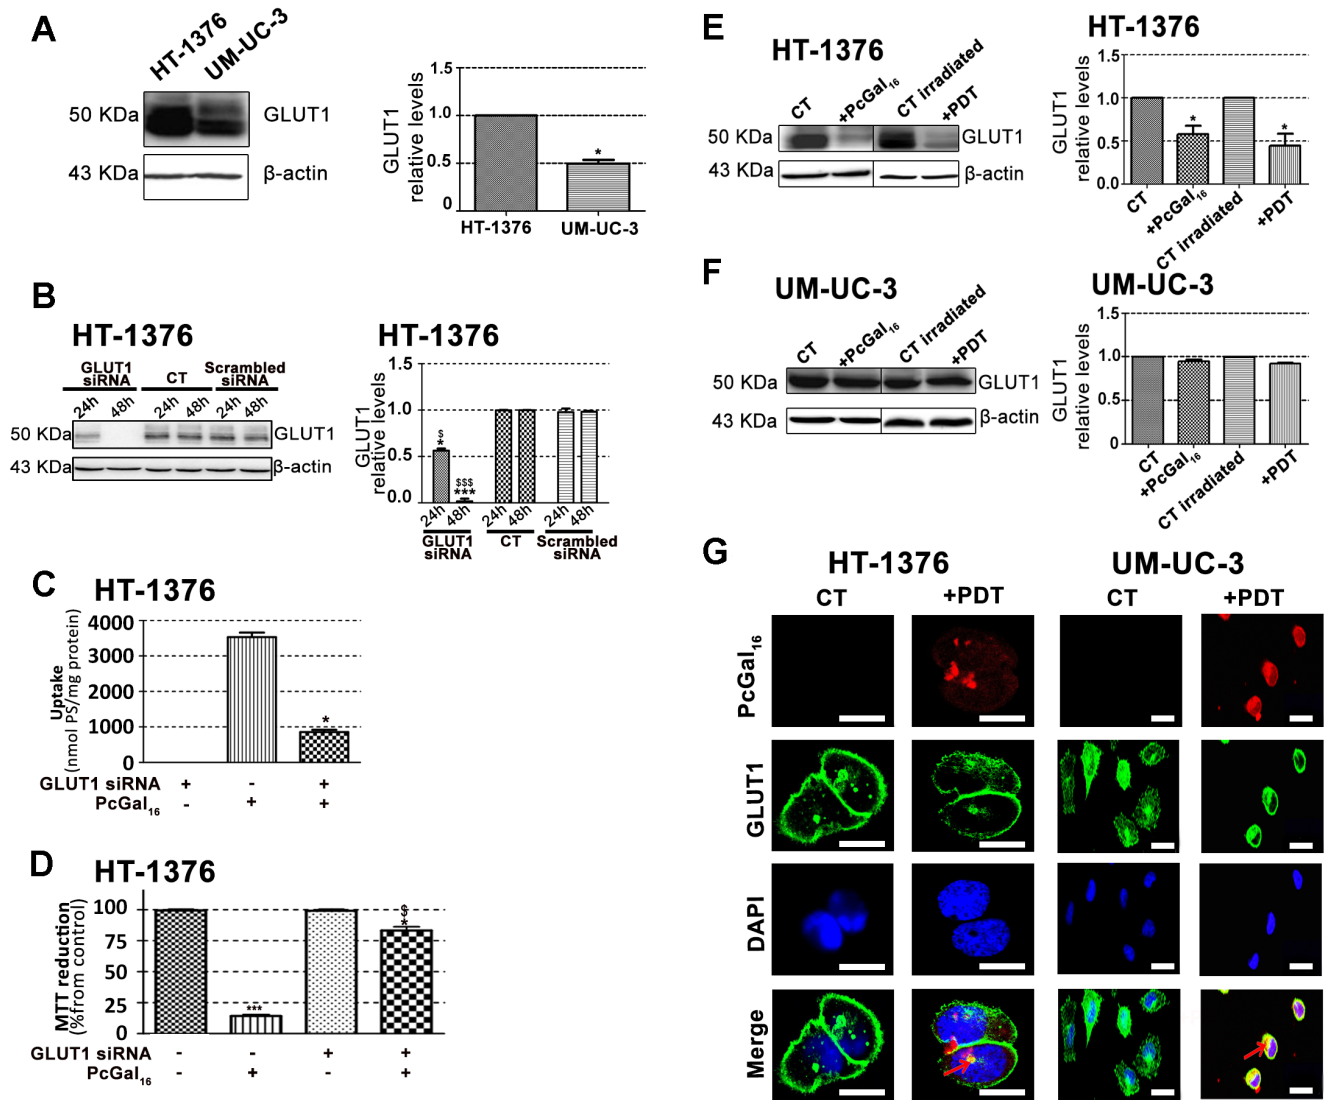 A
HT-1376
UM-UC-3
50 KDa
GLUT1
43 KDa
β-actin
GLUT1
relative levels
1.5
1.0
0.5
0
*
HT-1376
UM-UC-3
B
HT-1376
GLUT1
siRNA
CT
Scrambled
siRNA
24h 48h 24h 48h 24h 48h
50 KDa
GLUT1
43 KDa
β-actin
HT-1376
GLUT1
relative levels
1.5
1.0
0.5
0.0
$
*
$$$
***
24h 48h 24h 48h 24h 48h
GLUT1
siRNA
CT
Scrambled
siRNA
C
HT-1376
Uptake
(nmol PS/mg protein)
4000
3000
2000
1000
0
*
GLUT1 siRNA + - +
PcGal16 - + +
D
HT-1376
MTT reduction
(%from control)
100
75
50
25
0
***
$
*
GLUT1 siRNA - - + +
PcGal16 - + - +
E
HT-1376
CT
+PcGal16
CT irradiated
+PDT
50 KDa
GLUT1
43 KDa
β-actin
HT-1376
GLUT1
relative levels
1.5
1.0
0.5
0.0
*
*
CT
+PcGal16
CT irradiated
+PDT
F
UM-UC-3
CT
+PcGal16
CT irradiated
+PDT
50 KDa
GLUT1
43 KDa
β-actin
UM-UC-3
GLUT1
relative levels
1.5
1.0
0.5
0.0
CT
+PcGal16
CT irradiated
+PDT
G
HT-1376
UM-UC-3
CT
+PDT
CT
+PDT
PcGal16
GLUT1
DAPI
Merge